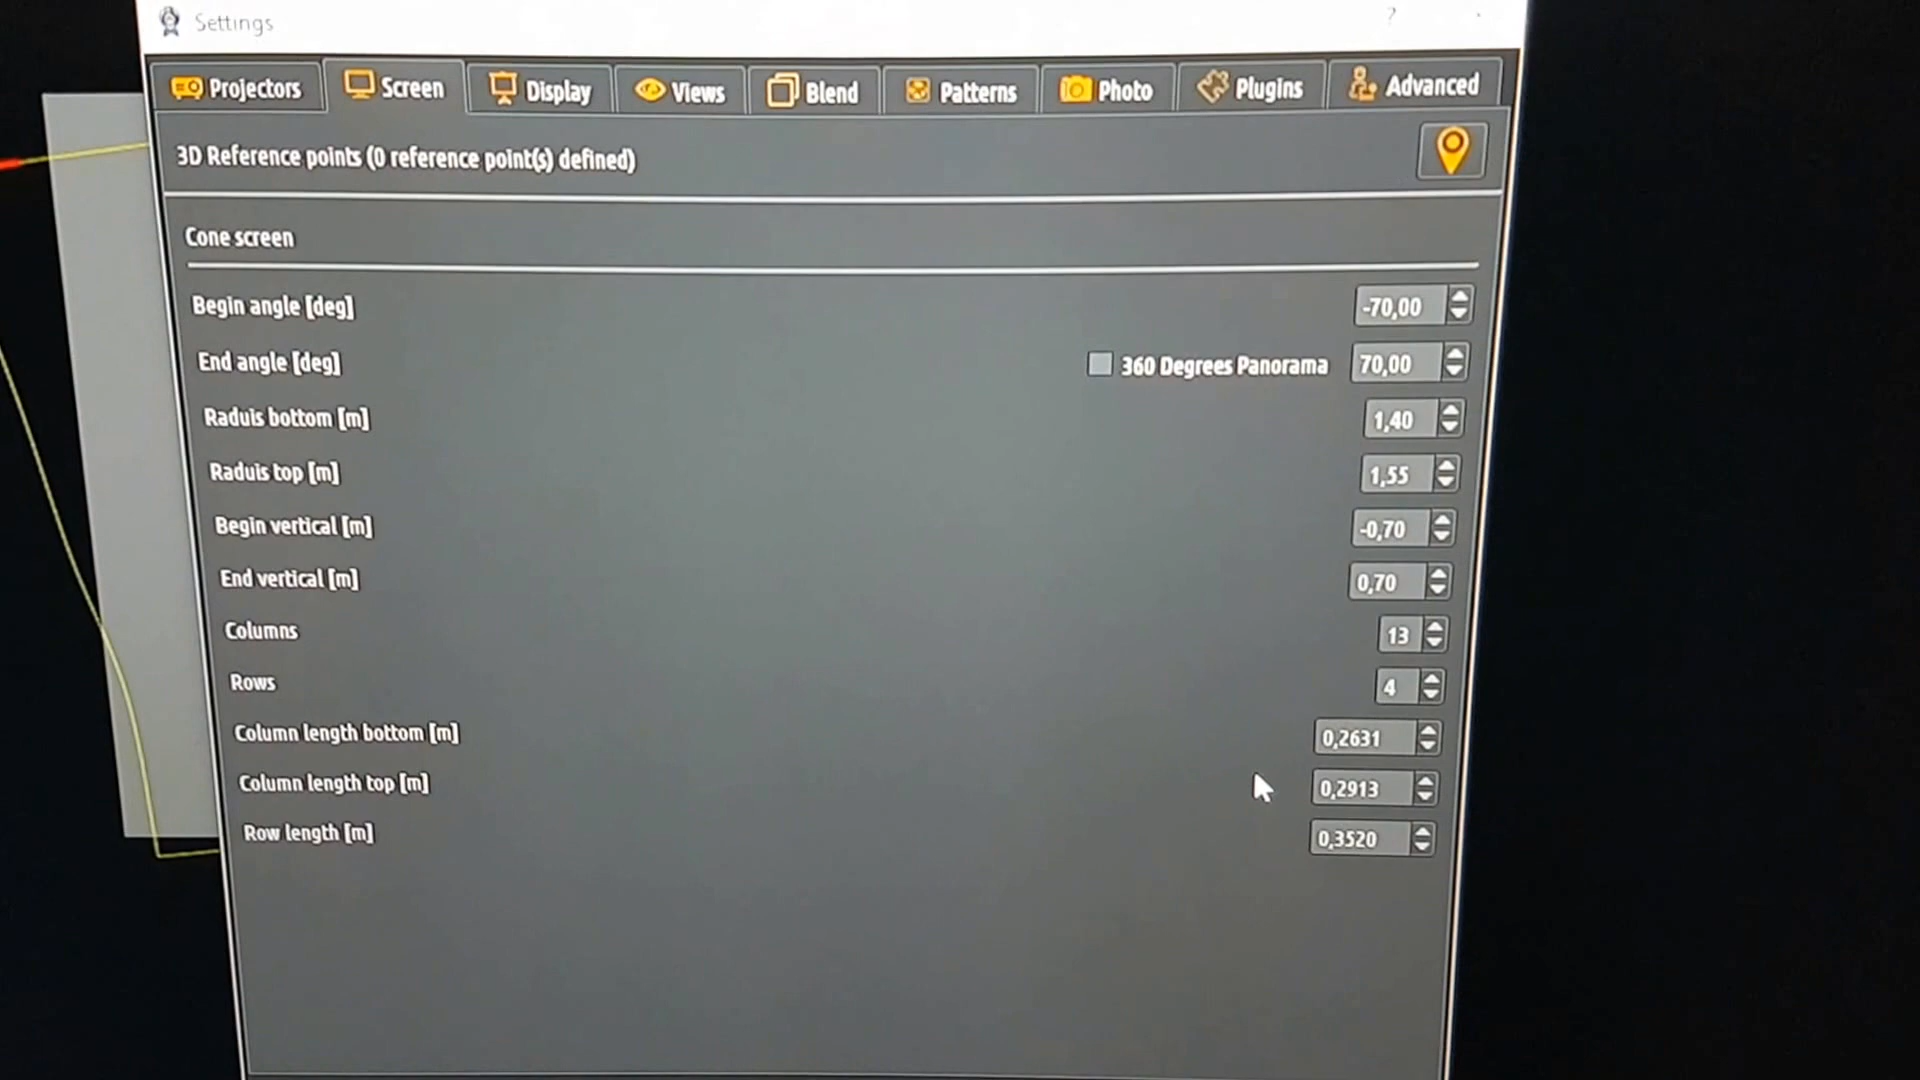 Settings
?
Projectors Screen Display Views Blend Patterns Photo Plugins Advanced
3D Reference points (0 reference point(s) defined)
Cone screen
Begin angle [deg] -70,00
End angle [deg] 360 Degrees Panorama 70,00
Raduis bottom [m] 1,40
Raduis top [m] 1,55
Begin vertical [m] -0,70
End vertical [m] 0,70
Columns 13
Rows 4
Column length bottom [m] 0,2631
Column length top [m] 0,2913
Row length [m] 0,3520